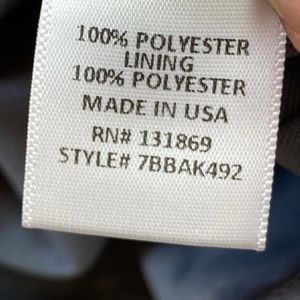 100% POLYESTER
LINING
100% POLYESTER
MADE IN USA
RN# 131869
STYLE# 7BBAK492